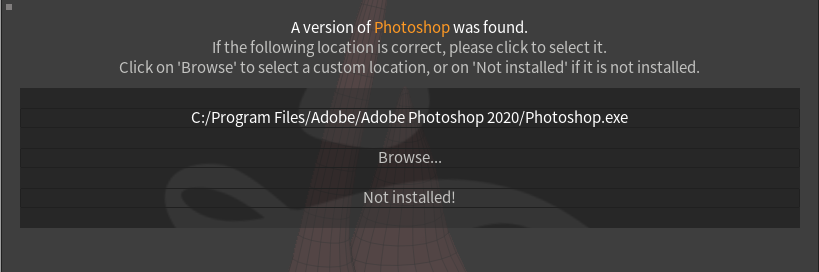 A version of Photoshop was found.
If the following location is correct, please click to select it.
Click on 'Browse' to select a custom location, or on 'Not installed' if it is not installed.
C:/Program Files/Adobe/Adobe Photoshop 2020/Photoshop.exe
Browse...
Not installed!